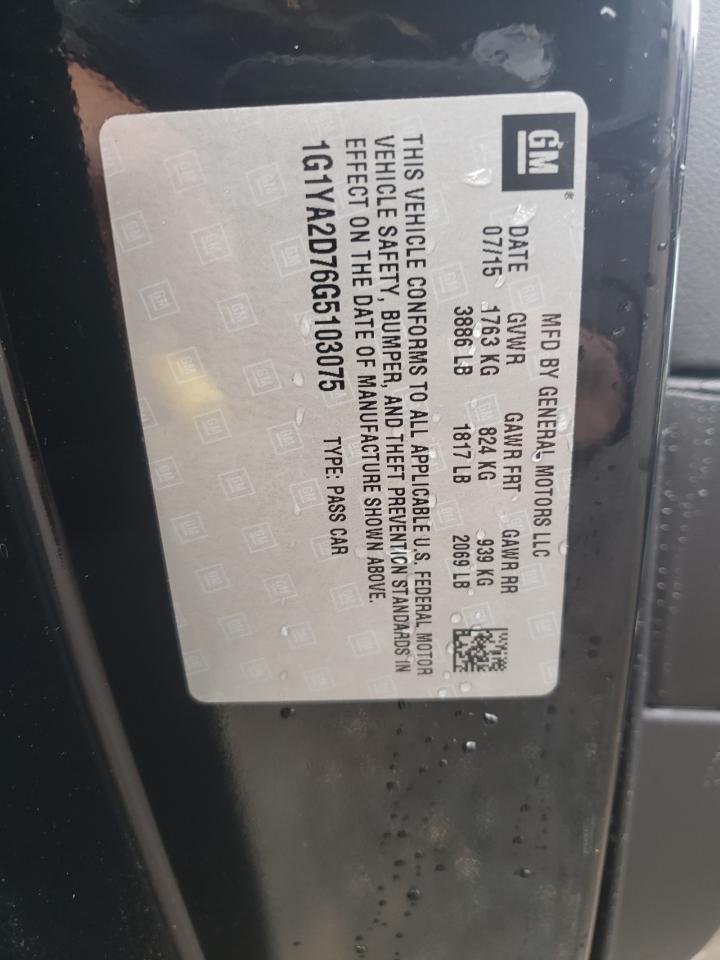 GM
®
MFD BY GENERAL MOTORS LLC
DATE GVWR GAWR FRT GAWR RR
07/15 1763 KG 824 KG 939 KG
3886 LB 1817 LB 2069 LB
THIS VEHICLE CONFORMS TO ALL APPLICABLE U.S. FEDERAL MOTOR
VEHICLE SAFETY, BUMPER, AND THEFT PREVENTION STANDARDS IN
EFFECT ON THE DATE OF MANUFACTURE SHOWN ABOVE.
1G1YA2D76G5103075 TYPE: PASS CAR